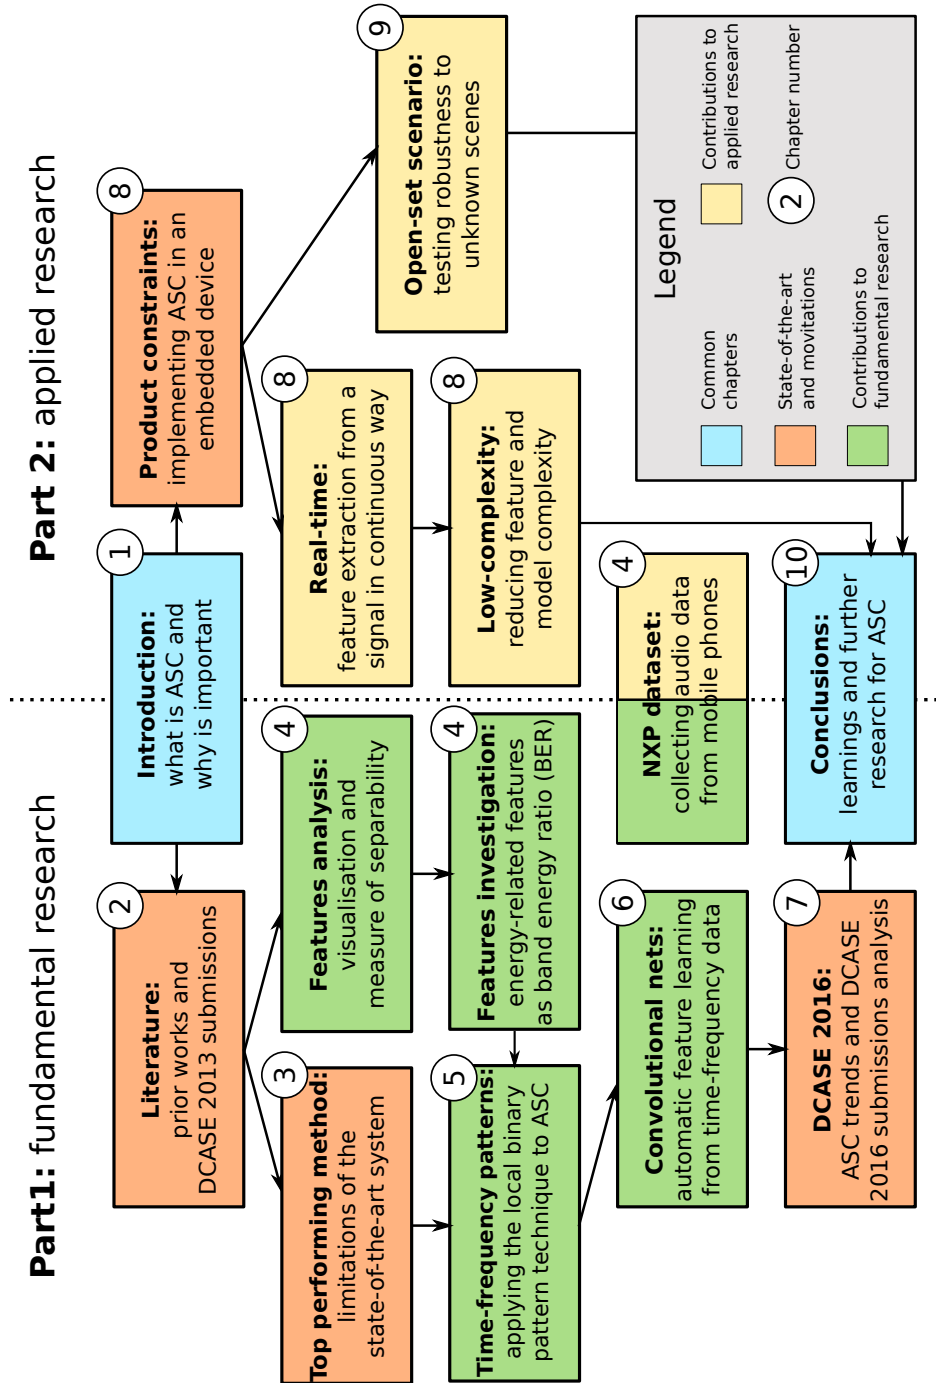 Part1: fundamental research
Part 2: applied research
1
Introduction:
what is ASC and
why is important
2
Literature:
prior works and
DCASE 2013 submissions
8
Product constraints:
implementing ASC in an
embedded device
3
Top performing method:
limitations of the
state-of-the-art system
4
Features analysis:
visualisation and
measure of separability
8
Real-time:
feature extraction from a
signal in continuous way
9
Open-set scenario:
testing robustness to
unknown scenes
5
Time-frequency patterns:
applying the local binary
pattern technique to ASC
4
Features investigation:
energy-related features
as band energy ratio (BER)
8
Low-complexity:
reducing feature and
model complexity
6
Convolutional nets:
automatic feature learning
from time-frequency data
4
NXP dataset:
collecting audio data
from mobile phones
7
DCASE 2016:
ASC trends and DCASE
2016 submissions analysis
10
Conclusions:
learnings and further
research for ASC
Legend
Common
chapters
State-of-the-art
and movitations
Contributions to
fundamental research
Contributions to
applied research
2
Chapter number